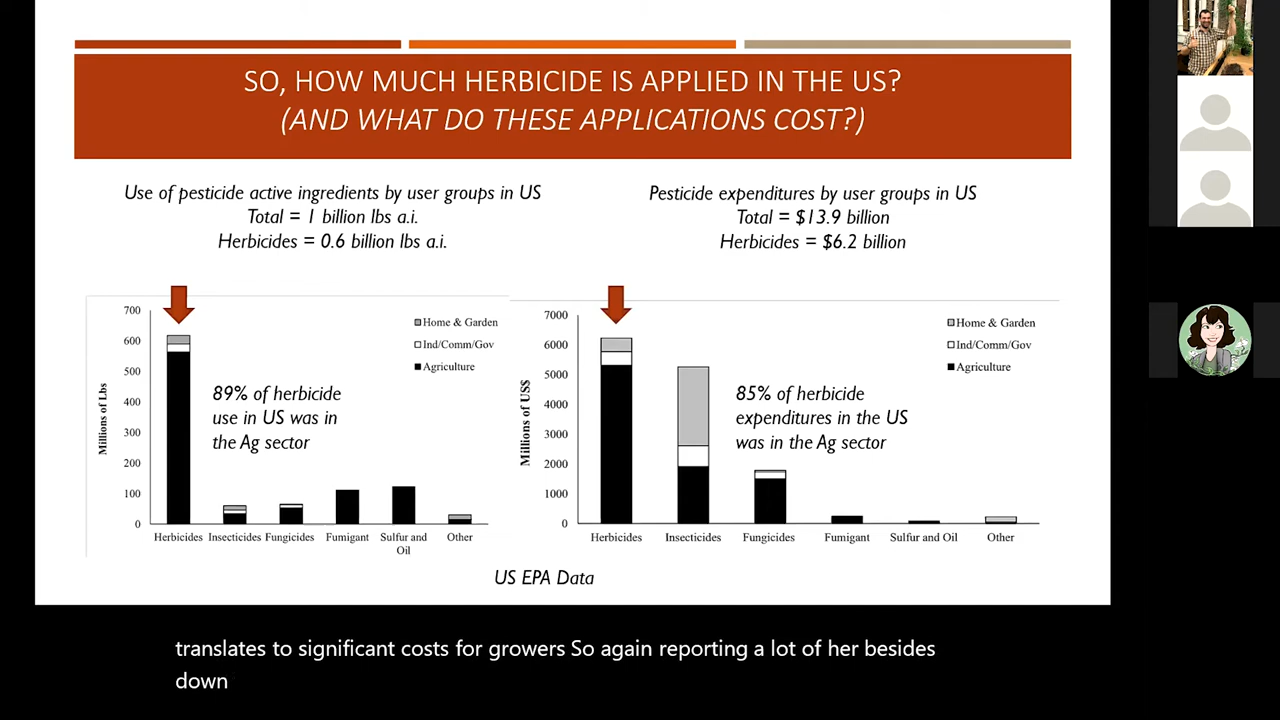 SO, HOW MUCH HERBICIDE IS APPLIED IN THE US?
(AND WHAT DO THESE APPLICATIONS COST?)
Use of pesticide active ingredients by user groups in US
Total = 1 billion lbs a.i.
Herbicides = 0.6 billion lbs a.i.
Pesticide expenditures by user groups in US
Total = $13.9 billion
Herbicides = $6.2 billion
700
600
500
400
300
200
100
0
Millions of Lbs
Home & Garden
Ind/Comm/Gov
Agriculture
89% of herbicide
use in US was in
the Ag sector
Herbicides Insecticides Fungicides Fumigant Sulfur and Oil Other
7000
6000
5000
4000
3000
2000
1000
0
Millions of US$
Home & Garden
Ind/Comm/Gov
Agriculture
85% of herbicide
expenditures in the US
was in the Ag sector
Herbicides Insecticides Fungicides Fumigant Sulfur and Oil Other
US EPA Data
translates to significant costs for growers So again reporting a lot of her besides
down